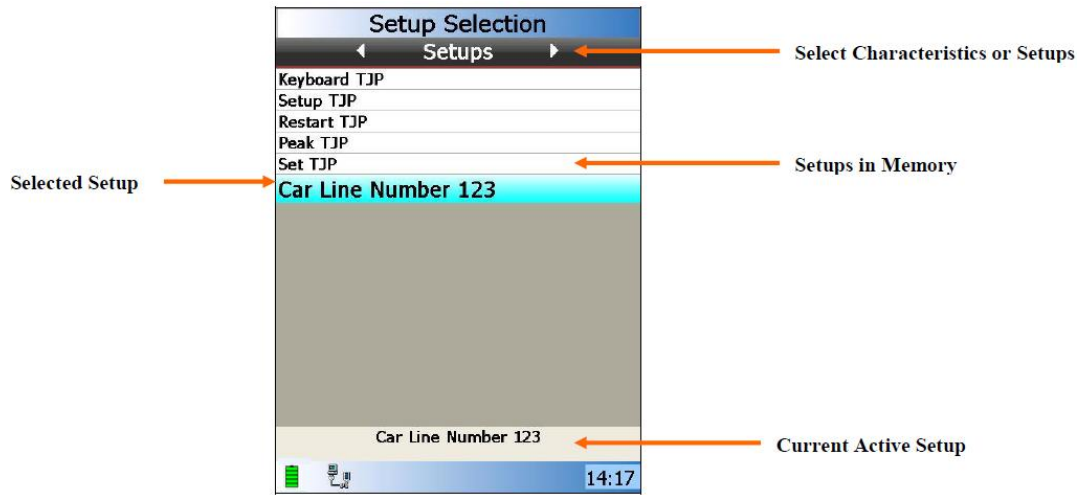 Setup Selection
Setups
Select Characteristics or Setups
Keyboard TJP
Setup TJP
Restart TJP
Peak TJP
Set TJP
Setups in Memory
Selected Setup
Car Line Number 123
Car Line Number 123
Current Active Setup
14:17